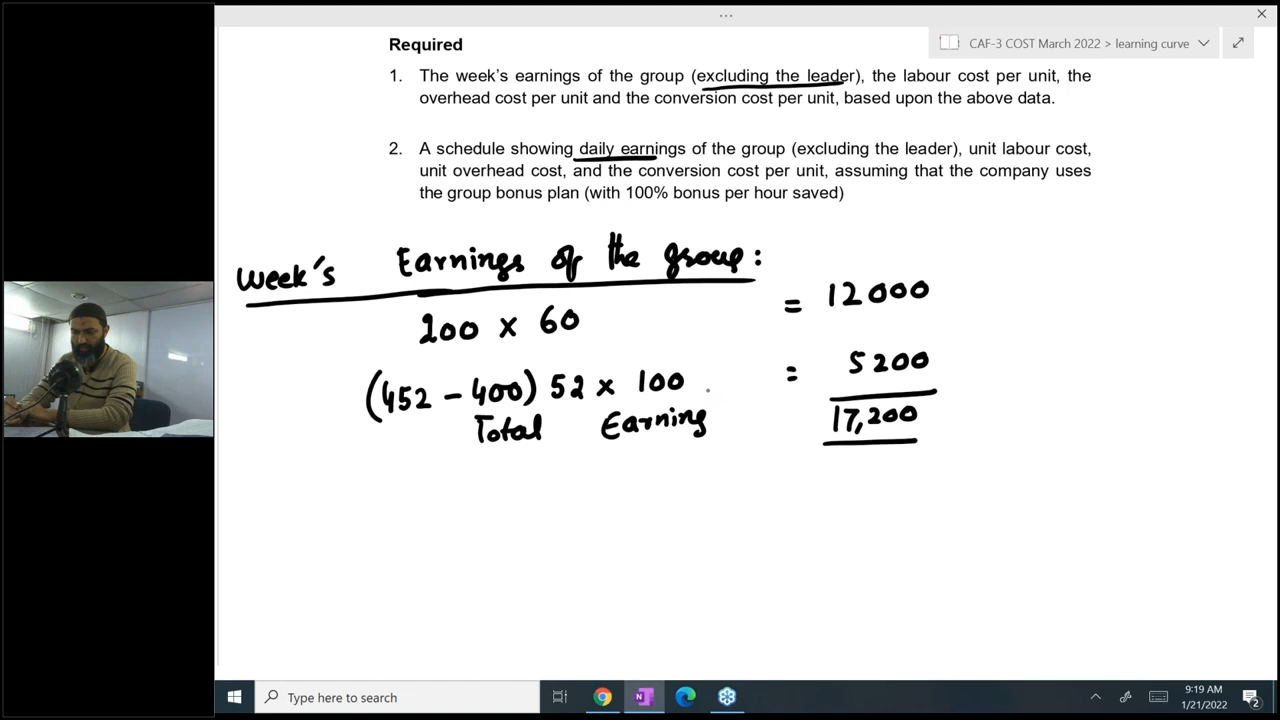 CAF-3 COST March 2022 > learning curve
Required
1. The week's earnings of the group (excluding the leader), the labour cost per unit, the
overhead cost per unit and the conversion cost per unit, based upon the above data.
2. A schedule showing daily earnings of the group (excluding the leader), unit labour cost,
unit overhead cost, and the conversion cost per unit, assuming that the company uses
the group bonus plan (with 100% bonus per hour saved)
Week's Earnings of the group:
200 x 60 = 12000
(452 - 400) 52 x 100 = 5200
Total Earning 17,200
Type here to search
9:19 AM
1/21/2022
2